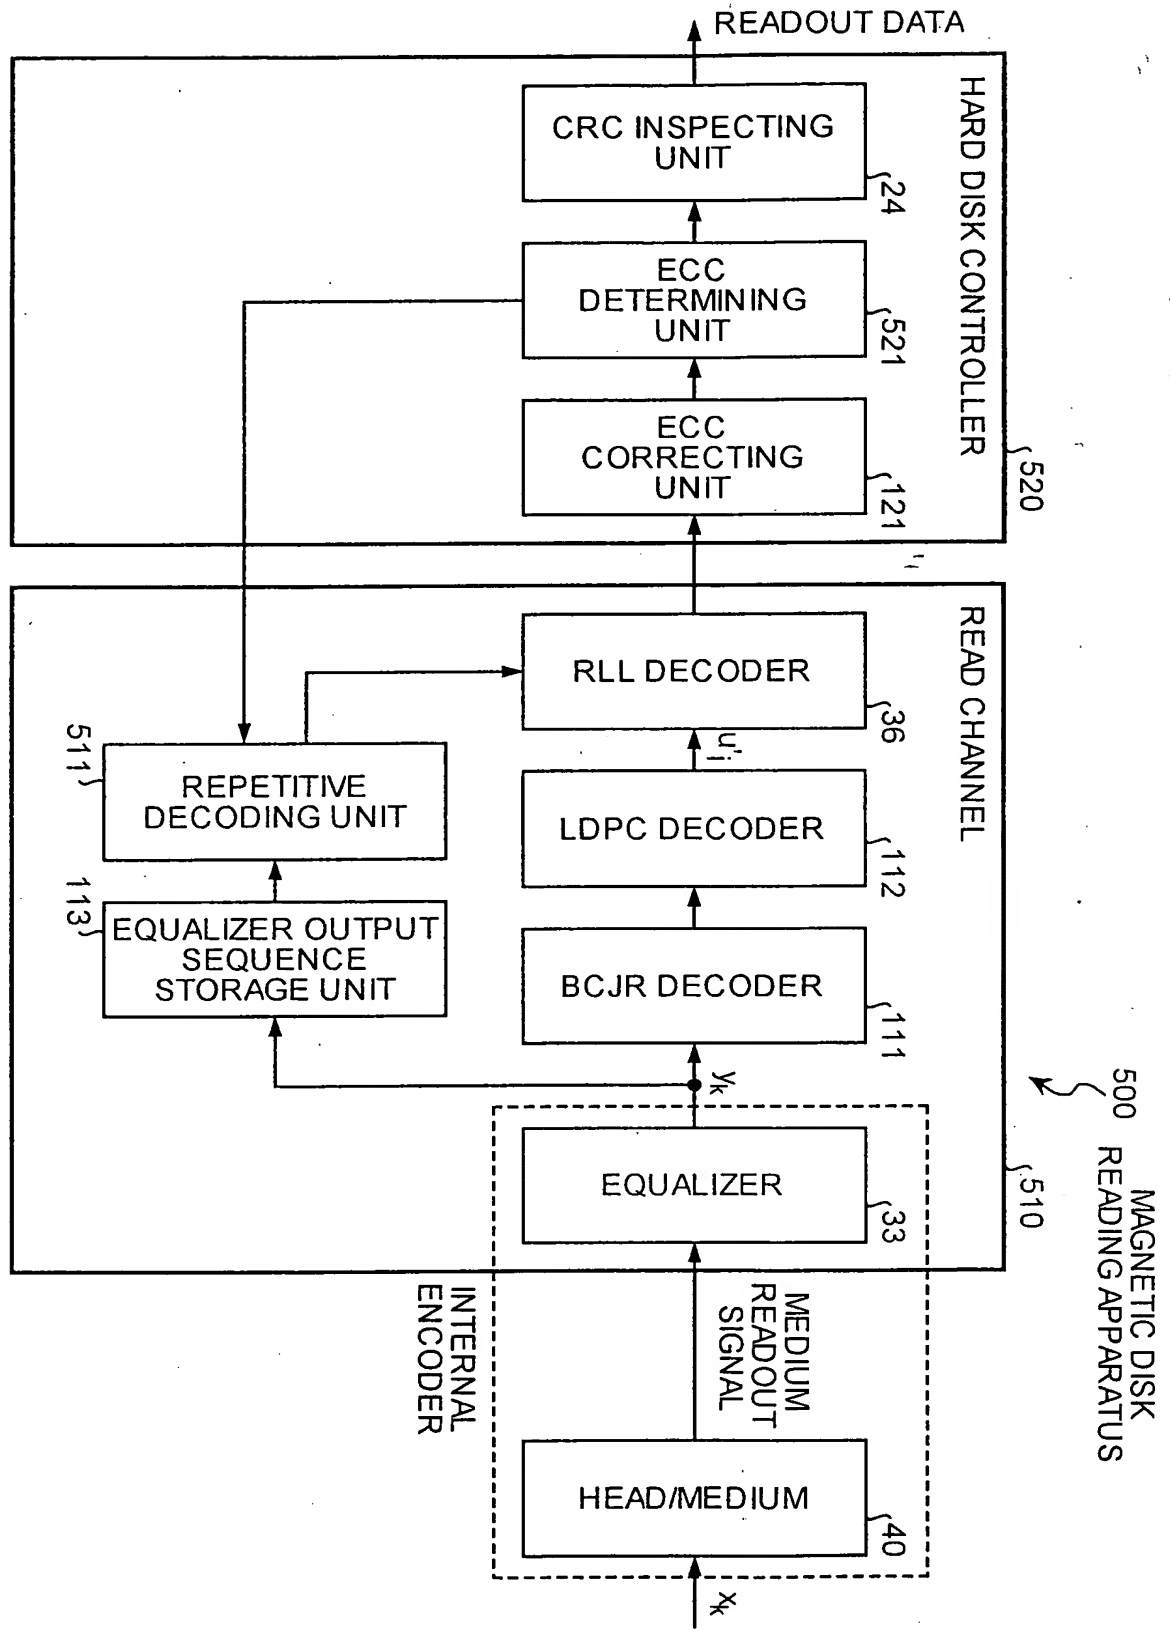 READOUT DATA
CRC INSPECTING
UNIT
24
HARD DISK CONTROLLER
520
ECC
DETERMINING
UNIT
521
ECC
CORRECTING
UNIT
121
READ CHANNEL
510
RLL DECODER
36
u'j
511
REPETITIVE
DECODING UNIT
LDPC DECODER
112
113
EQUALIZER OUTPUT
SEQUENCE
STORAGE UNIT
BCJR DECODER
111
yk
500
MAGNETIC DISK
READING APPARATUS
EQUALIZER
33
INTERNAL
ENCODER
MEDIUM
READOUT
SIGNAL
HEAD/MEDIUM
40
xk